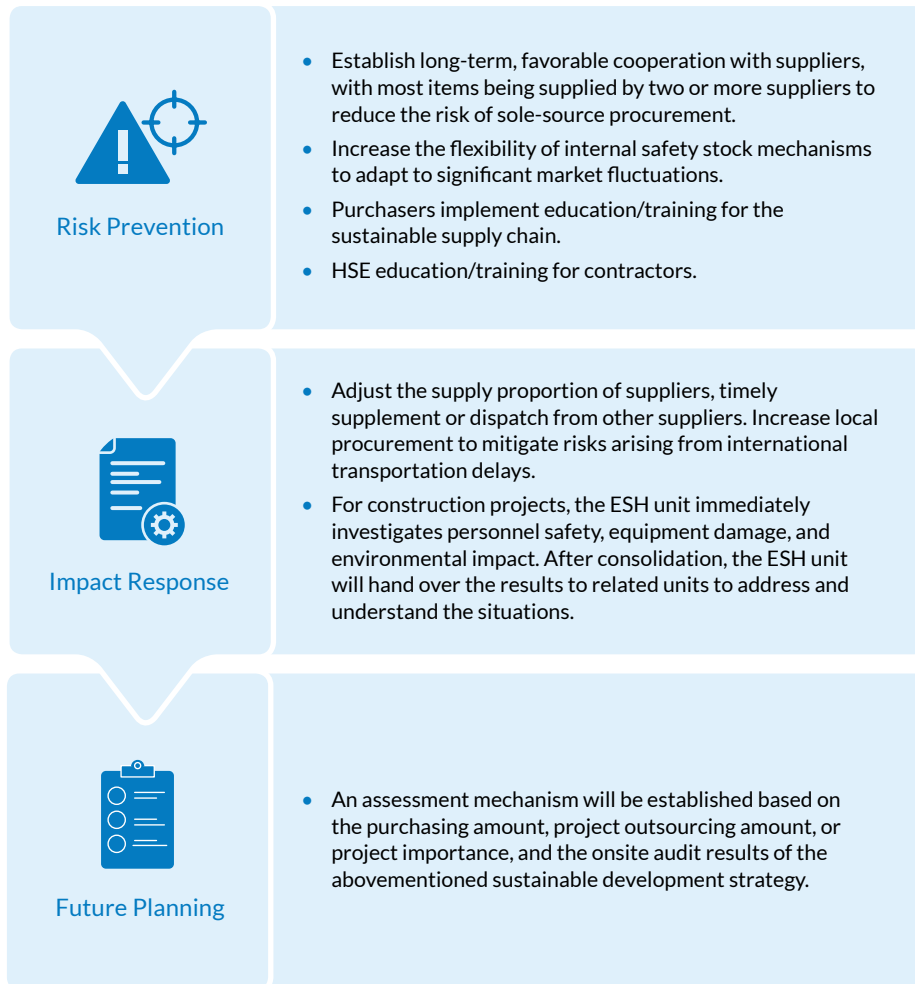 Risk Prevention
• Establish long-term, favorable cooperation with suppliers,
with most items being supplied by two or more suppliers to
reduce the risk of sole-source procurement.
• Increase the flexibility of internal safety stock mechanisms
to adapt to significant market fluctuations.
• Purchasers implement education/training for the
sustainable supply chain.
• HSE education/training for contractors.
Impact Response
• Adjust the supply proportion of suppliers, timely
supplement or dispatch from other suppliers. Increase local
procurement to mitigate risks arising from international
transportation delays.
• For construction projects, the ESH unit immediately
investigates personnel safety, equipment damage, and
environmental impact. After consolidation, the ESH unit
will hand over the results to related units to address and
understand the situations.
Future Planning
• An assessment mechanism will be established based on
the purchasing amount, project outsourcing amount, or
project importance, and the onsite audit results of the
abovementioned sustainable development strategy.